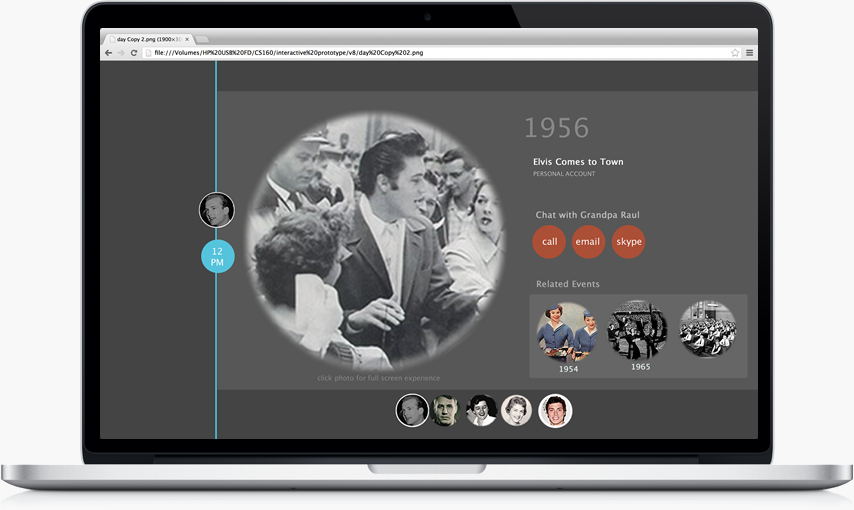 day Copy 2.png (1900×10
file:///Volumes/HP%20USB%20FD/CS160/interactive%20prototype/v8/day%20Copy%202.png
1956
Elvis Comes to Town
PERSONAL ACCOUNT
12
PM
Chat with Grandpa Raul
call email skype
Related Events
1954 1965
click photo for full screen experience